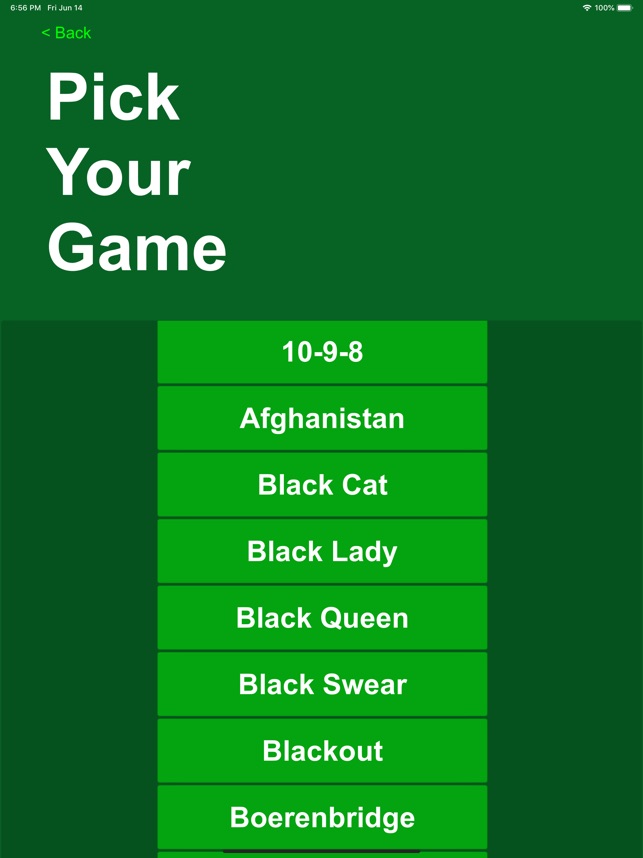 6:56 PM Fri Jun 14 100%
< Back
Pick
Your
Game
10-9-8
Afghanistan
Black Cat
Black Lady
Black Queen
Black Swear
Blackout
Boerenbridge